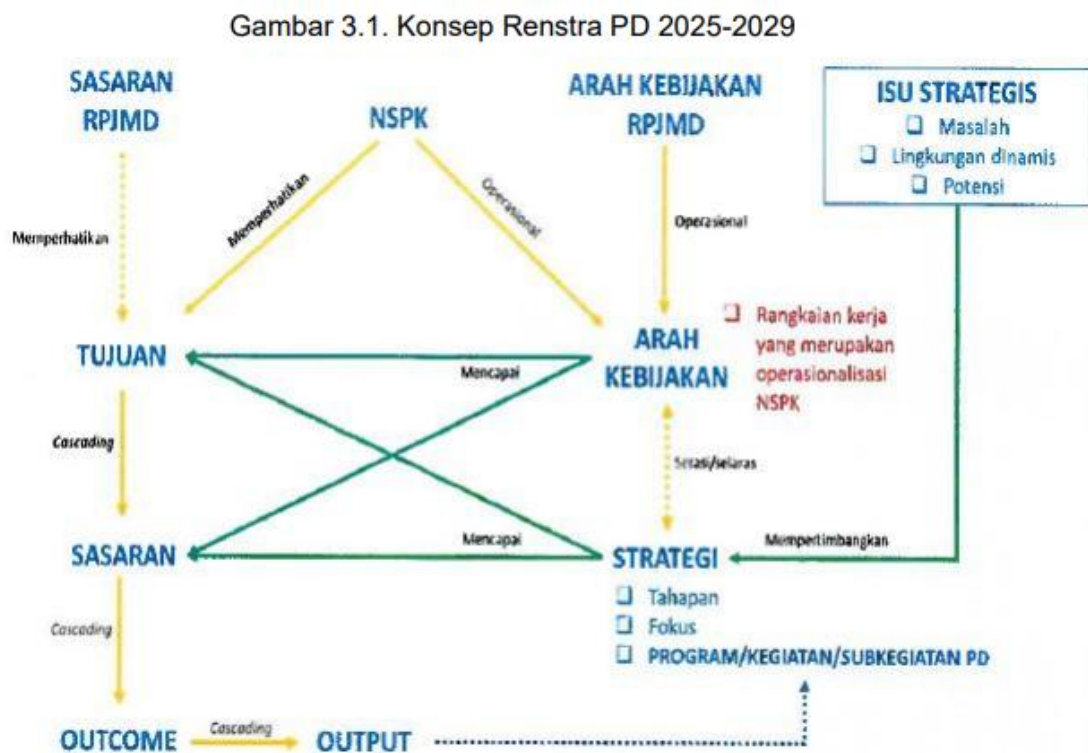 Gambar 3.1. Konsep Renstra PD 2025-2029
SASARAN
RPJMD
NSPK
ARAH KEBIJAKAN
RPJMD
ISU STRATEGIS
Masalah
Lingkungan dinamis
Potensi
Memperhatikan
Memperhatikan
Operasional
Operasional
TUJUAN
Mencapai
ARAH
KEBIJAKAN
Rangkaian kerja
yang merupakan
operasionalisasi
NSPK
Cascading
Serasi/selaras
SASARAN
Mencapai
STRATEGI
Mempertimbangkan
Tahapan
Fokus
PROGRAM/KEGIATAN/SUBKEGIATAN PD
Cascading
OUTCOME
Cascading
OUTPUT